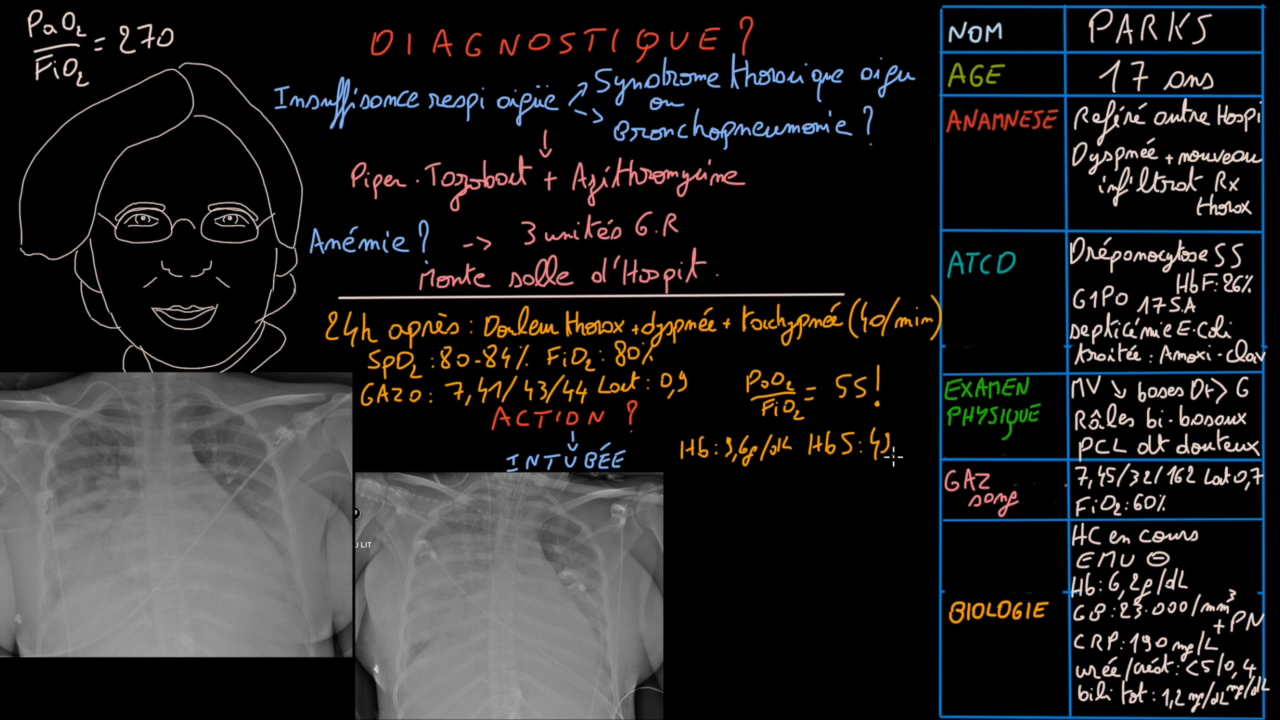 PaO2
FiO2 = 270
DIAGNOSTIQUE ?
Insuffisance respi aigüe
Syndrome thoracique aigu
ou
Bronchopneumonie ?
Piper. Tazobact + Azithromycine
Anémie ? -> 3 unités G.R
Monte salle d'Hospit.
24h après : Douleur thorax + dyspnée + tachypnée (40/min)
SpO2 : 80-84% FiO2 : 80%
GAZO : 7,41/43/44 Lact : 0,9
PaO2
FiO2 = 55 !
ACTION ?
INTUBÉE
Hb : 9,6g/dL HbS : 49
U LIT
NOM PARKS
AGE 17 ans
ANAMNESE
Référé autre Hospi
Dyspnée + nouveau
infiltrat Rx
thorax
ATCD
Drépanocytose SS
HbF : 26%
G1P0 17SA
septicémie E.Coli
traitée : Amoxi-clav
EXAMEN
PHYSIQUE
MV ↘ bases Dt > G
Râles bi-basaux
PCL dt douteux
GAZ
sang
7,45/32/162 Lact 0,7
FiO2 : 60%
BIOLOGIE
HC en cours
EMU ⊖
Hb : 6,2g/dL
GB : 23.000/mm3
+ PN
CRP : 190 mg/L
urée/créat : <5/0,4
mg/dL
bili tot : 1,2 mg/dL